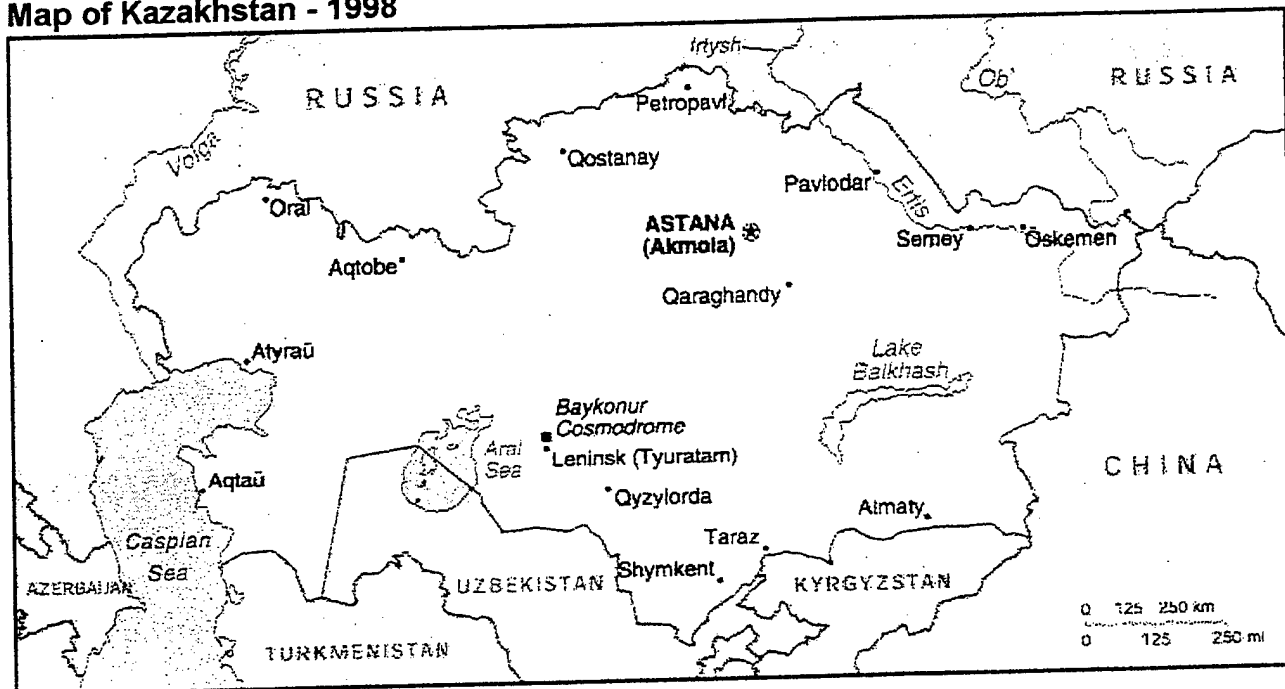 Map of Kazakhstan - 1998
Irtysh
Ob'
RUSSIA
RUSSIA
Petropavl
Volga
Qostanay
Pavlodar
Ertis
Oral
ASTANA
(Akmola)
Semey
Öskemen
Aqtobe
Qaraghandy
Atyraū
Lake
Balkhash
Baykonur
Cosmodrome
Aral
Sea
Leninsk (Tyuratam)
CHINA
Aqtaū
Qyzylorda
Almaty
Caspian
Sea
Taraz
Shymkent
AZERBAIJAN
UZBEKISTAN
KYRGYZSTAN
TURKMENISTAN
0 125 250 km
0 125 250 mi